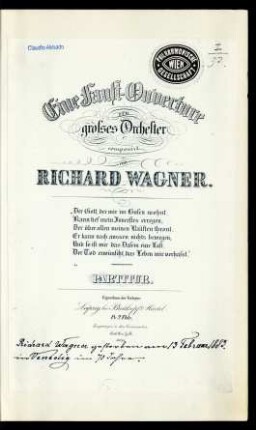 PHILHARMONISCHE
WIEN
GESELLSCHAFT
Eine Faust-Ouverture
für
großes Orchester
componirt
von
RICHARD WAGNER.
„Der Gott der mir im Busen wohnt,
Kann tief mein Innerstes erregen,
Der über allen meinen Kräften thront,
Er kann nach aussen nichts bewegen,
Und so ist mir das Dasein eine Last,
Der Tod erwünscht, das Leben mir verhasst."
PARTITUR.
Eigenthum der Verleger
Leipzig, bei Breitkopf & Härtel
Richard Wagner gestorben am 13 Februar 1883.
in Venedig im 70 Jahre.